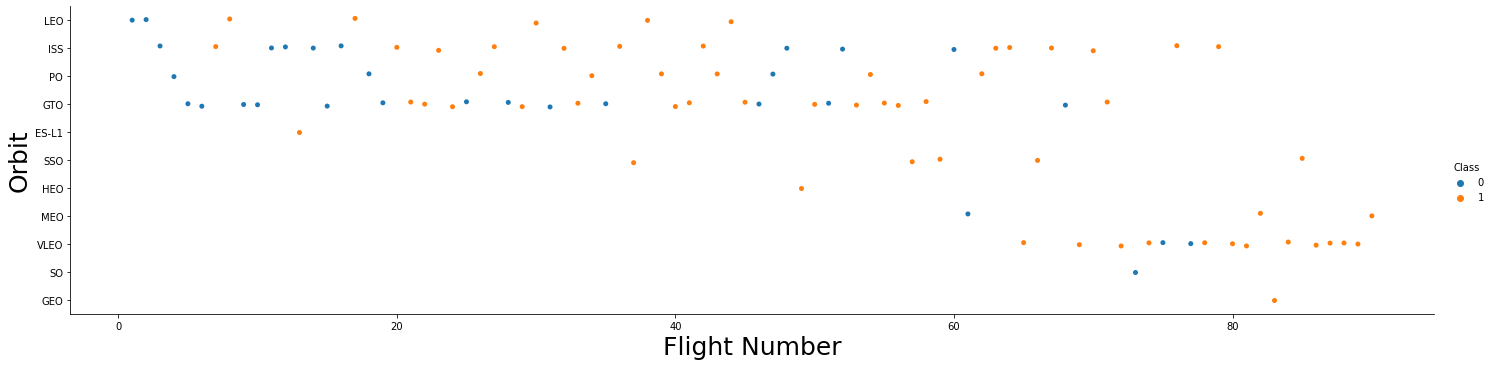 Orbit
LEO
ISS
PO
GTO
ES-L1
SSO
HEO
MEO
VLEO
SO
GEO
0 20 40 60 80
Flight Number
Class
0
1